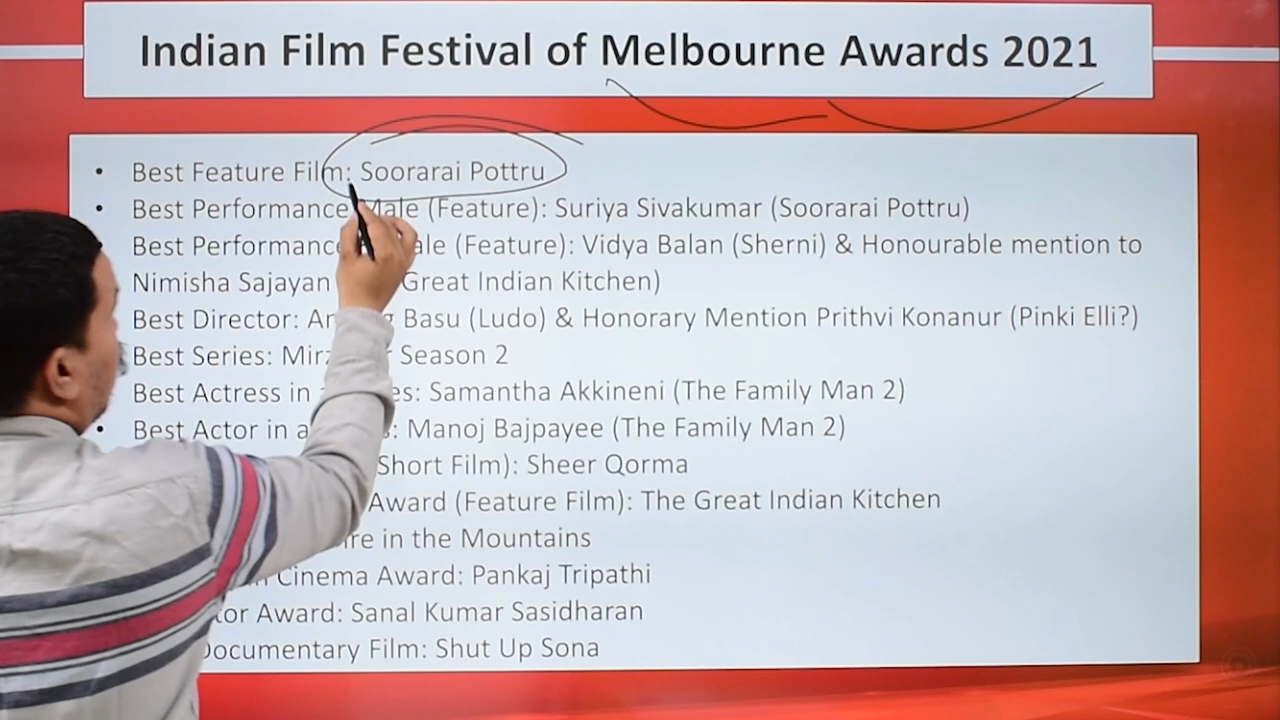 Indian Film Festival of Melbourne Awards 2021
• Best Feature Film: Soorarai Pottru
• Best Performance Male (Feature): Suriya Sivakumar (Soorarai Pottru)
Best Performance (Feature): Vidya Balan (Sherni) & Honourable mention to
Nimisha Sajayan Great Indian Kitchen)
Best Director: Basu (Ludo) & Honorary Mention Prithvi Konanur (Pinki Elli?)
Best Series: Season 2
Best Actress in Samantha Akkineni (The Family Man 2)
• Best Actor in a : Manoj Bajpayee (The Family Man 2)
Short Film): Sheer Qorma
Award (Feature Film): The Great Indian Kitchen
in the Mountains
Cinema Award: Pankaj Tripathi
Award: Sanal Kumar Sasidharan
Documentary Film: Shut Up Sona